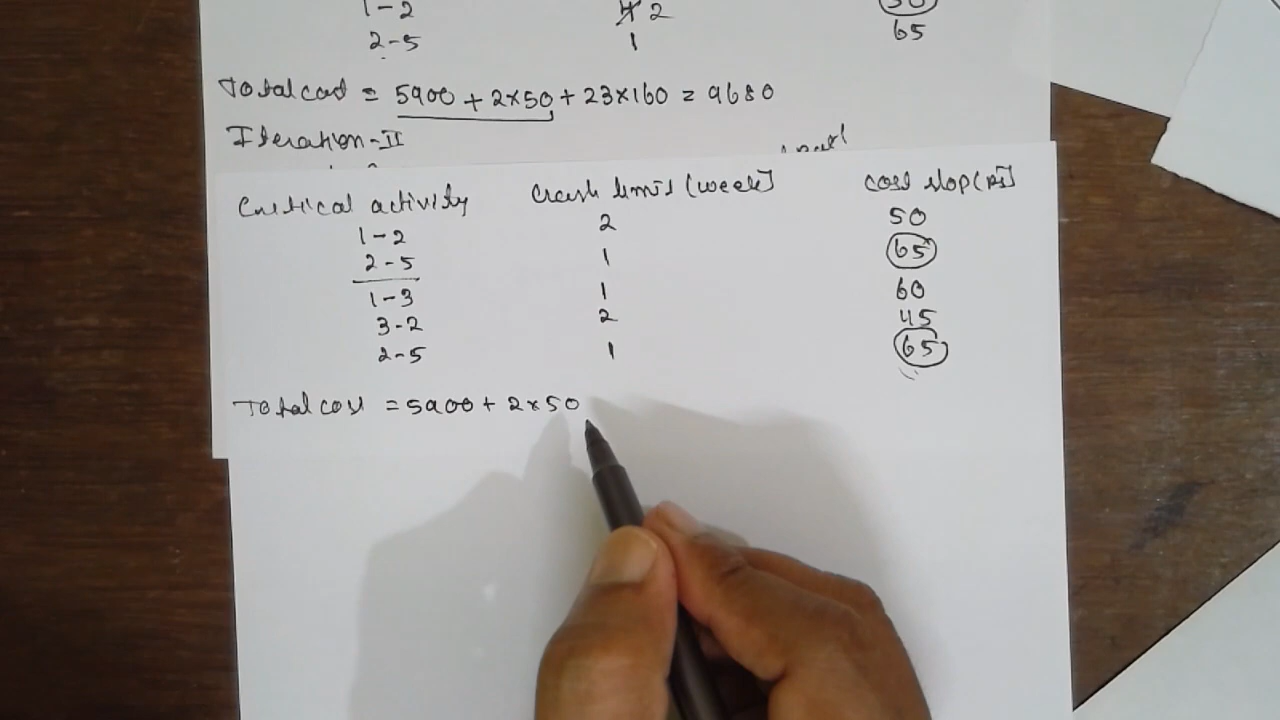 1-2 4 2 50
2-5 1 65
Total cost = 5900 + 2×50 + 23×160 = 9680
Iteration-II
Critical activity Crash limit (week) Cost slop (Rs)
1-2 2 50
2-5 1 65
1-3 1 60
3-2 2 45
2-5 1 65
Total cost = 5900 + 2×50